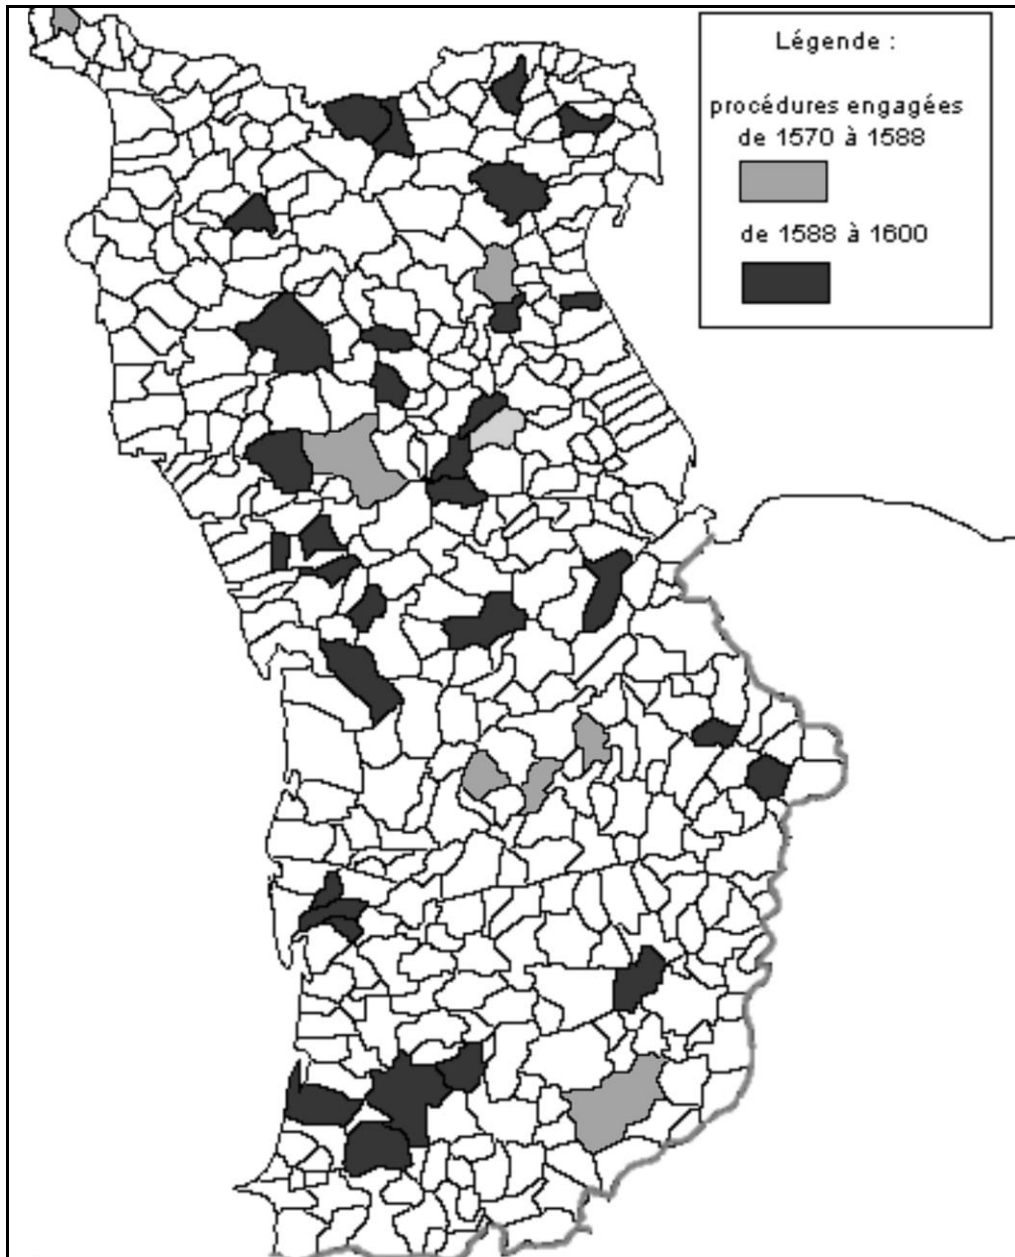 Légende :
procédures engagées
de 1570 à 1588
de 1588 à 1600